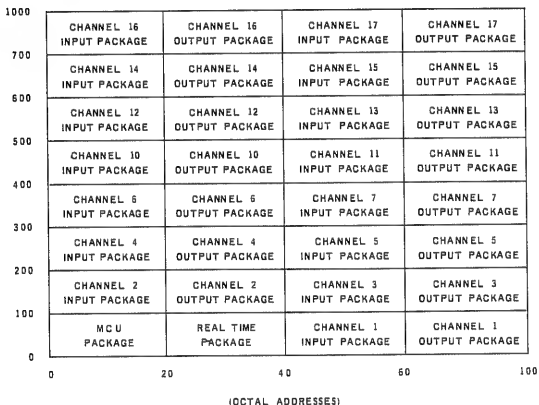 1000
CHANNEL 16 INPUT PACKAGE
CHANNEL 16 OUTPUT PACKAGE
CHANNEL 17 INPUT PACKAGE
CHANNEL 17 OUTPUT PACKAGE
700
CHANNEL 14 INPUT PACKAGE
CHANNEL 14 OUTPUT PACKAGE
CHANNEL 15 INPUT PACKAGE
CHANNEL 15 OUTPUT PACKAGE
600
CHANNEL 12 INPUT PACKAGE
CHANNEL 12 OUTPUT PACKAGE
CHANNEL 13 INPUT PACKAGE
CHANNEL 13 OUTPUT PACKAGE
500
CHANNEL 10 INPUT PACKAGE
CHANNEL 10 OUTPUT PACKAGE
CHANNEL 11 INPUT PACKAGE
CHANNEL 11 OUTPUT PACKAGE
400
CHANNEL 6 INPUT PACKAGE
CHANNEL 6 OUTPUT PACKAGE
CHANNEL 7 INPUT PACKAGE
CHANNEL 7 OUTPUT PACKAGE
300
CHANNEL 4 INPUT PACKAGE
CHANNEL 4 OUTPUT PACKAGE
CHANNEL 5 INPUT PACKAGE
CHANNEL 5 OUTPUT PACKAGE
200
CHANNEL 2 INPUT PACKAGE
CHANNEL 2 OUTPUT PACKAGE
CHANNEL 3 INPUT PACKAGE
CHANNEL 3 OUTPUT PACKAGE
100
MCU PACKAGE
REAL TIME PACKAGE
CHANNEL 1 INPUT PACKAGE
CHANNEL 1 OUTPUT PACKAGE
0
0 20 40 60 100
(OCTAL ADDRESSES)